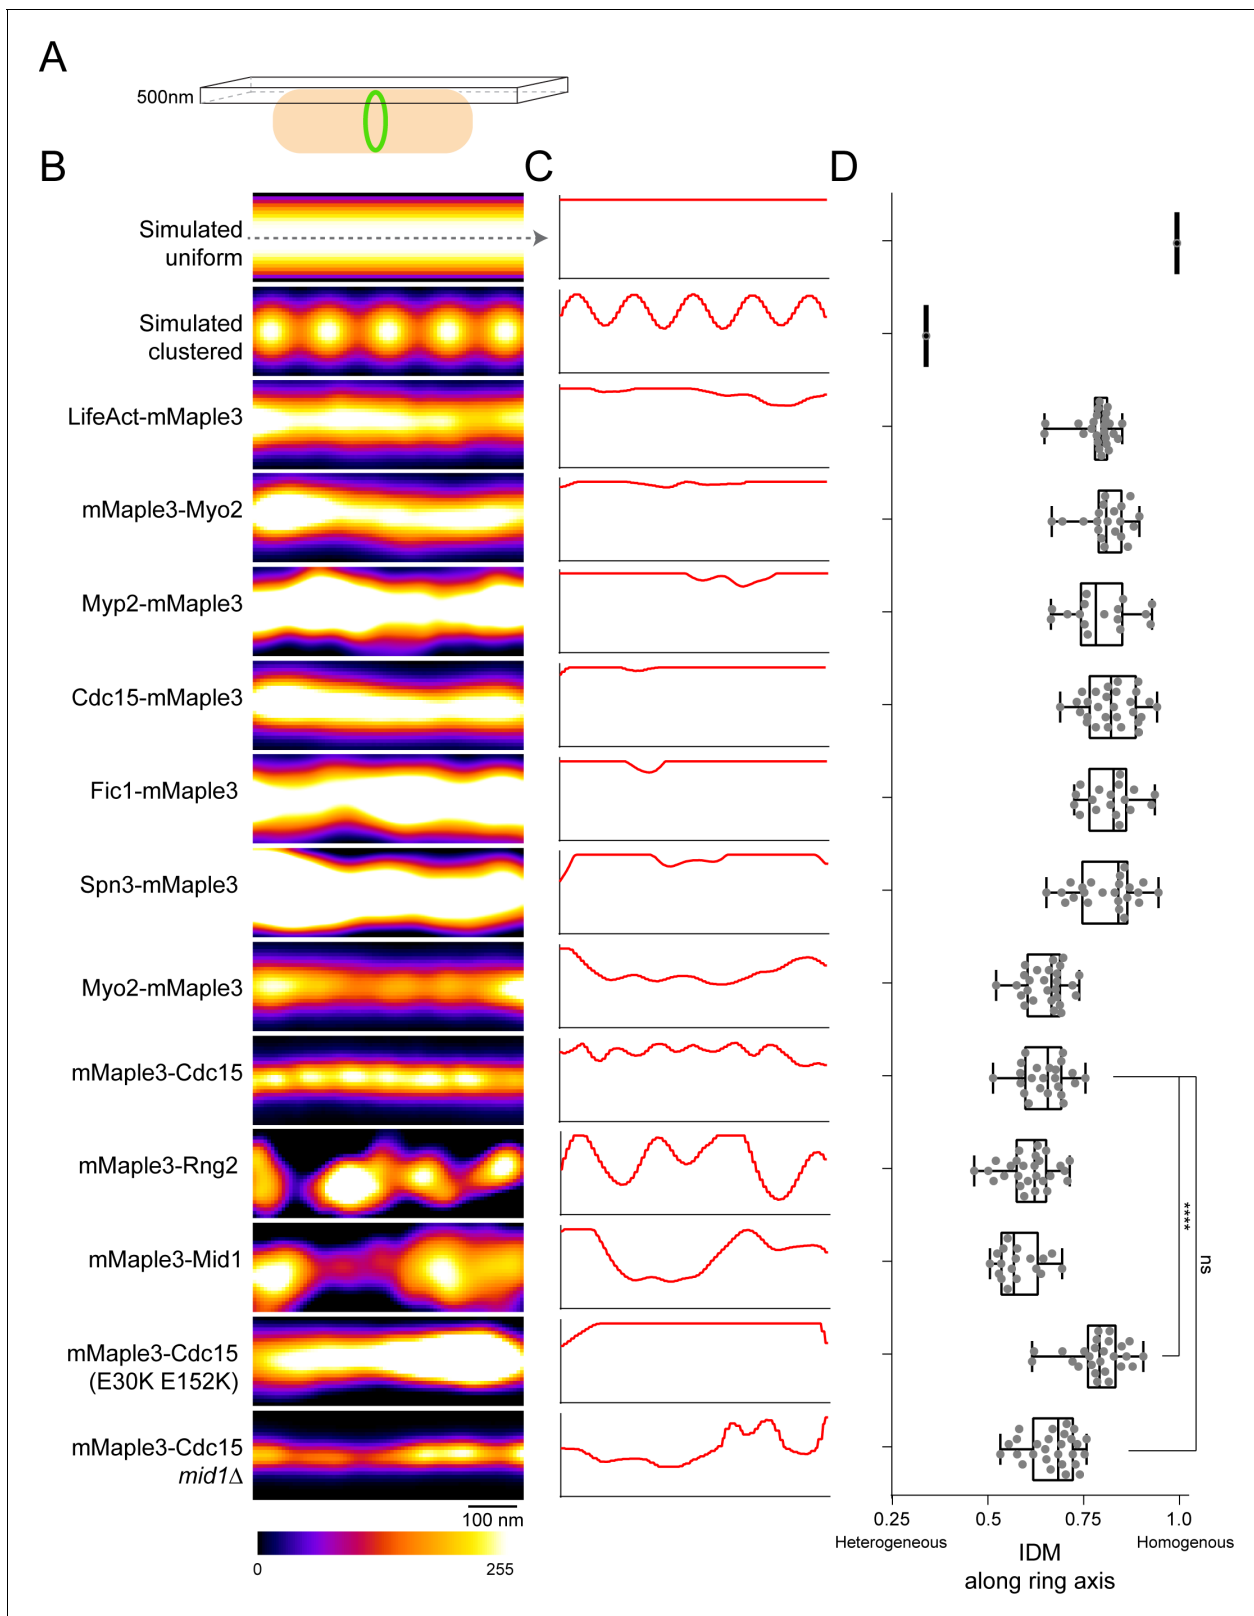 A
500nm
B
C
D
Simulated
uniform
Simulated
clustered
LifeAct-mMaple3
mMaple3-Myo2
Myp2-mMaple3
Cdc15-mMaple3
Fic1-mMaple3
Spn3-mMaple3
Myo2-mMaple3
mMaple3-Cdc15
mMaple3-Rng2
mMaple3-Mid1
mMaple3-Cdc15
(E30K E152K)
mMaple3-Cdc15
mid1Δ
****
ns
100 nm
0
255
0.25
0.5
0.75
1.0
Heterogeneous
Homogenous
IDM
along ring axis